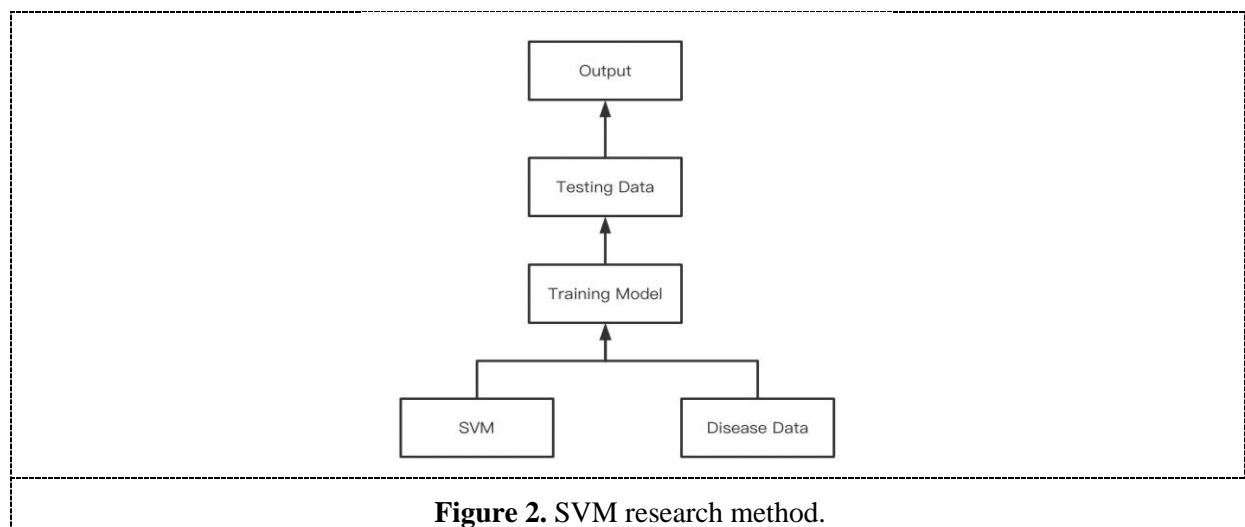 Output
Testing Data
Training Model
SVM
Disease Data
Figure 2. SVM research method.